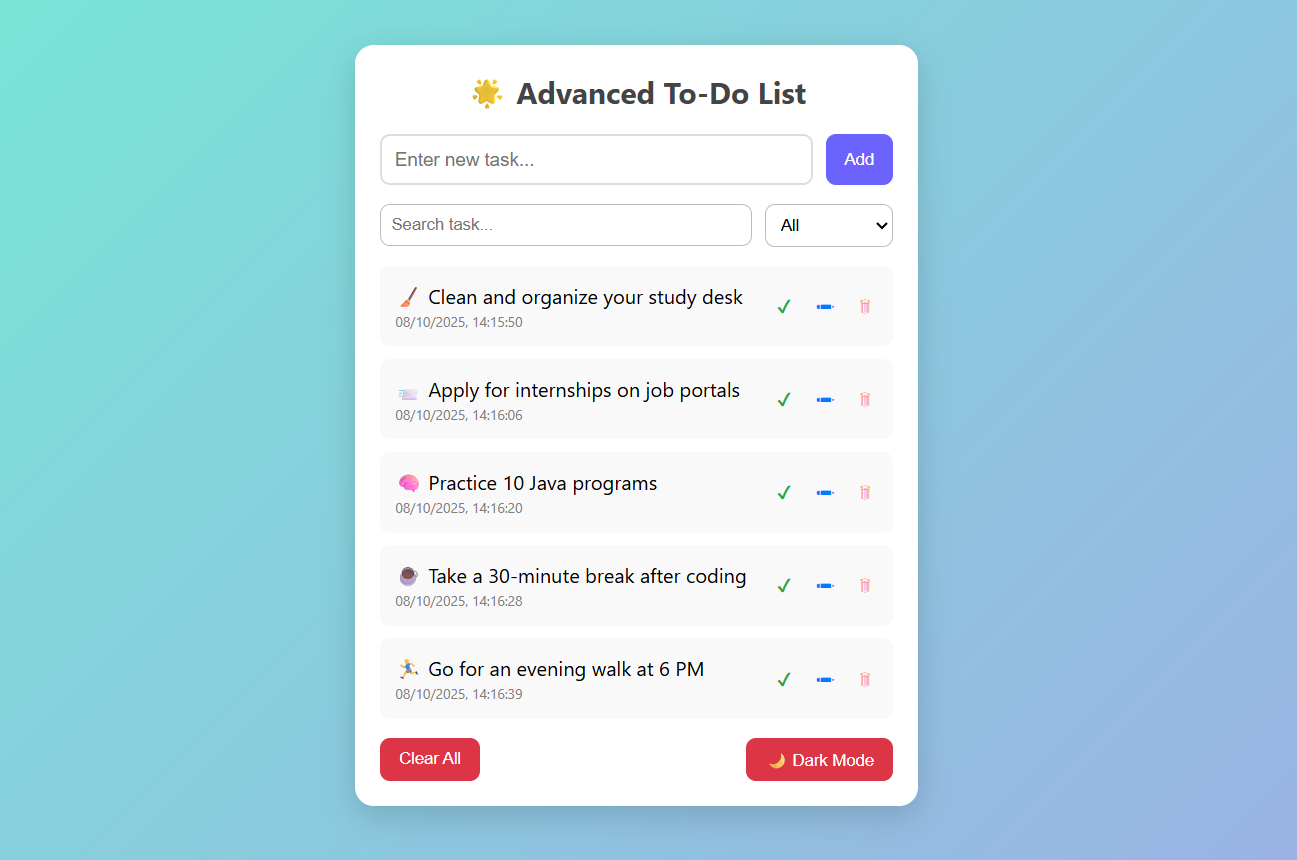 🌟 Advanced To-Do List
Enter new task...
Add
Search task...
All
🧹 Clean and organize your study desk
08/10/2025, 14:15:50
📨 Apply for internships on job portals
08/10/2025, 14:16:06
🧠 Practice 10 Java programs
08/10/2025, 14:16:20
☕ Take a 30-minute break after coding
08/10/2025, 14:16:28
🏃 Go for an evening walk at 6 PM
08/10/2025, 14:16:39
Clear All
🌙 Dark Mode